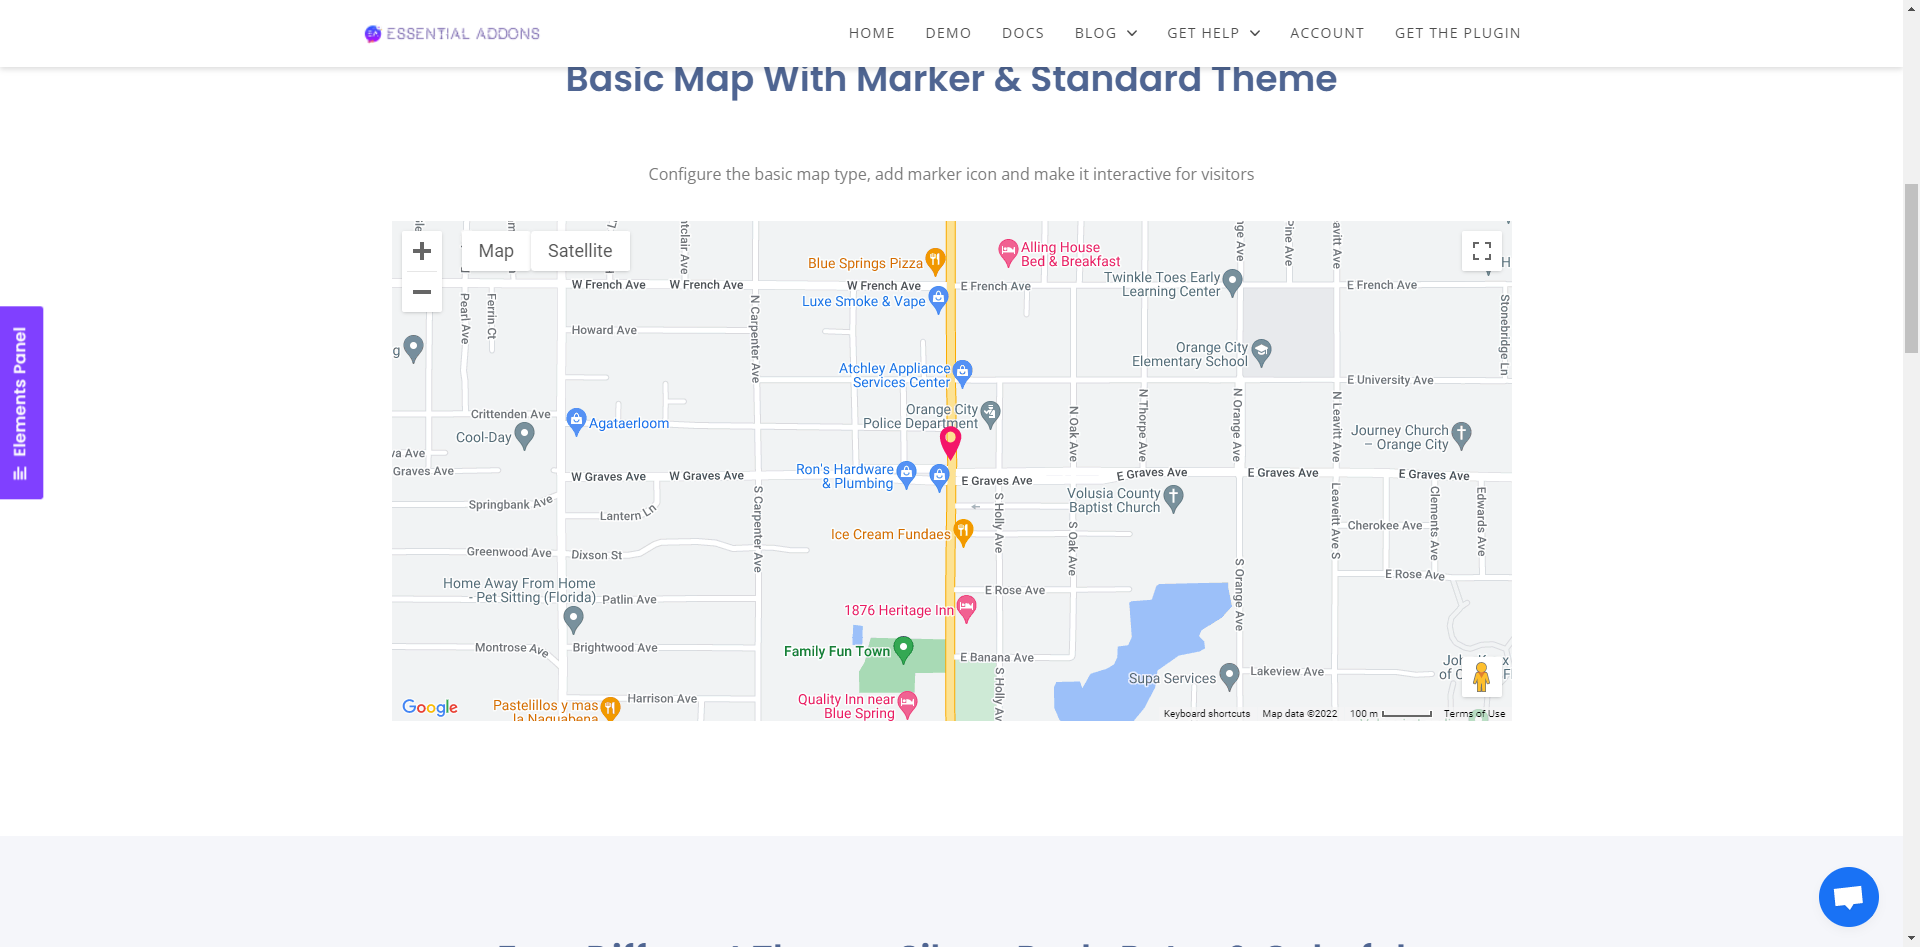 ESSENTIAL ADDONS
HOME
DEMO
DOCS
BLOG
GET HELP
ACCOUNT
GET THE PLUGIN
Basic Map With Marker & Standard Theme
Configure the basic map type, add marker icon and make it interactive for visitors
Elements Panel
Map
Satellite
Blue Springs Pizza
Alling House
Bed & Breakfast
Twinkle Toes Early
Learning Center
W French Ave
W French Ave
W French Ave
E French Ave
E French Ave
Luxe Smoke & Vape
Pearl Ave
Ferrin Ct
Howard Ave
N Carpenter Ave
Orange City
Elementary School
Stonebridge Ln
Atchley Appliance
Services Center
E University Ave
Orange City
Police Department
N Oak Ave
N Thorpe Ave
N Orange Ave
N Leavitt Ave
Crittenden Ave
Agataerloom
Cool-Day
Journey Church
– Orange City
Graves Ave
W Graves Ave
W Graves Ave
Ron's Hardware
& Plumbing
E Graves Ave
E Graves Ave
E Graves Ave
E Graves Ave
Volusia County
Baptist Church
Springbank Ave
Lantern Ln
S Carpenter Ave
S Holly Ave
S Oak Ave
Leaveitt Ave S
Clements Ave
Edwards Ave
Cherokee Ave
Ice Cream Fundaes
Greenwood Ave
Dixson St
S Orange Ave
E Rose Ave
E Rose Ave
Home Away From Home
- Pet Sitting (Florida)
Patlin Ave
1876 Heritage Inn
Montrose Ave
Brightwood Ave
Family Fun Town
E Banana Ave
S Holly Av
Supa Services
Lakeview Ave
Harrison Ave
Quality Inn near
Blue Spring
Pastelillos y mas
la Naguabena
Google
Keyboard shortcuts
Map data ©2022
100 m
Terms of Use